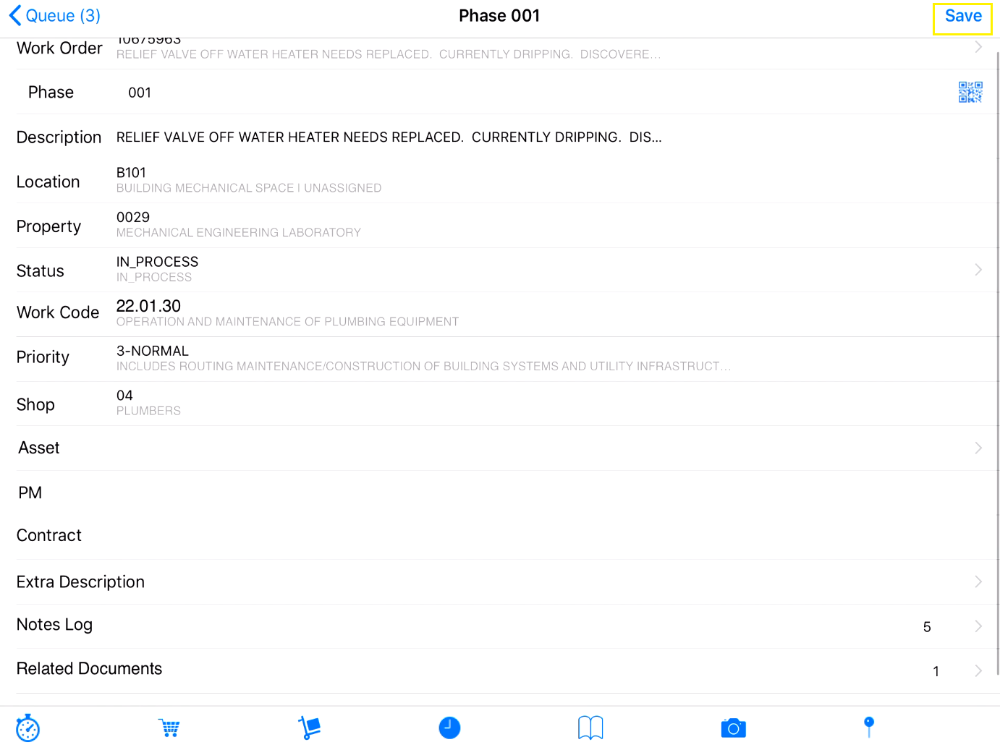 Queue (3)
Phase 001
Save
Work Order
10675963
RELIEF VALVE OFF WATER HEATER NEEDS REPLACED.  CURRENTLY DRIPPING.  DISCOVERE...
Phase
001
Description
RELIEF VALVE OFF WATER HEATER NEEDS REPLACED.  CURRENTLY DRIPPING.  DIS...
Location
B101
BUILDING MECHANICAL SPACE | UNASSIGNED
Property
0029
MECHANICAL ENGINEERING LABORATORY
Status
IN_PROCESS
IN_PROCESS
Work Code
22.01.30
OPERATION AND MAINTENANCE OF PLUMBING EQUIPMENT
Priority
3-NORMAL
INCLUDES ROUTING MAINTENANCE/CONSTRUCTION OF BUILDING SYSTEMS AND UTILITY INFRASTRUCT...
Shop
04
PLUMBERS
Asset
PM
Contract
Extra Description
Notes Log
5
Related Documents
1